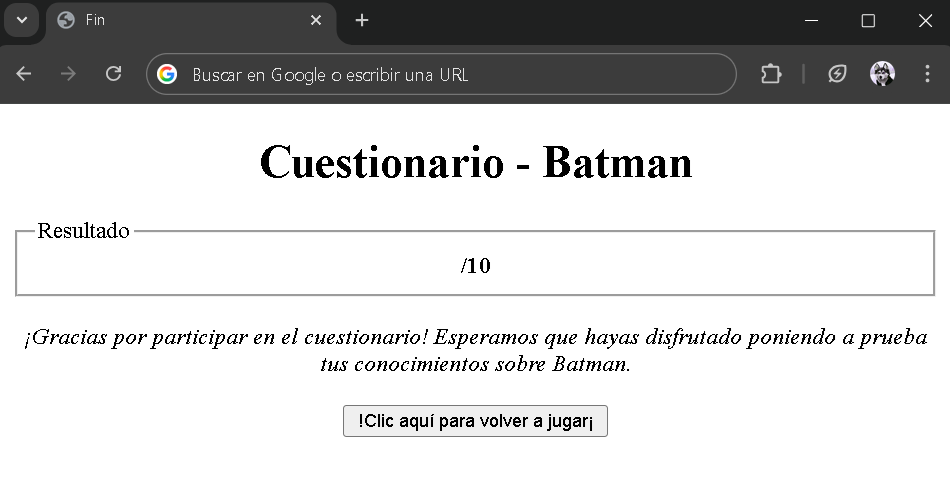 Fin
Buscar en Google o escribir una URL
Cuestionario - Batman
Resultado
/10
¡Gracias por participar en el cuestionario! Esperamos que hayas disfrutado poniendo a prueba
tus conocimientos sobre Batman.
!Clic aquí para volver a jugar¡